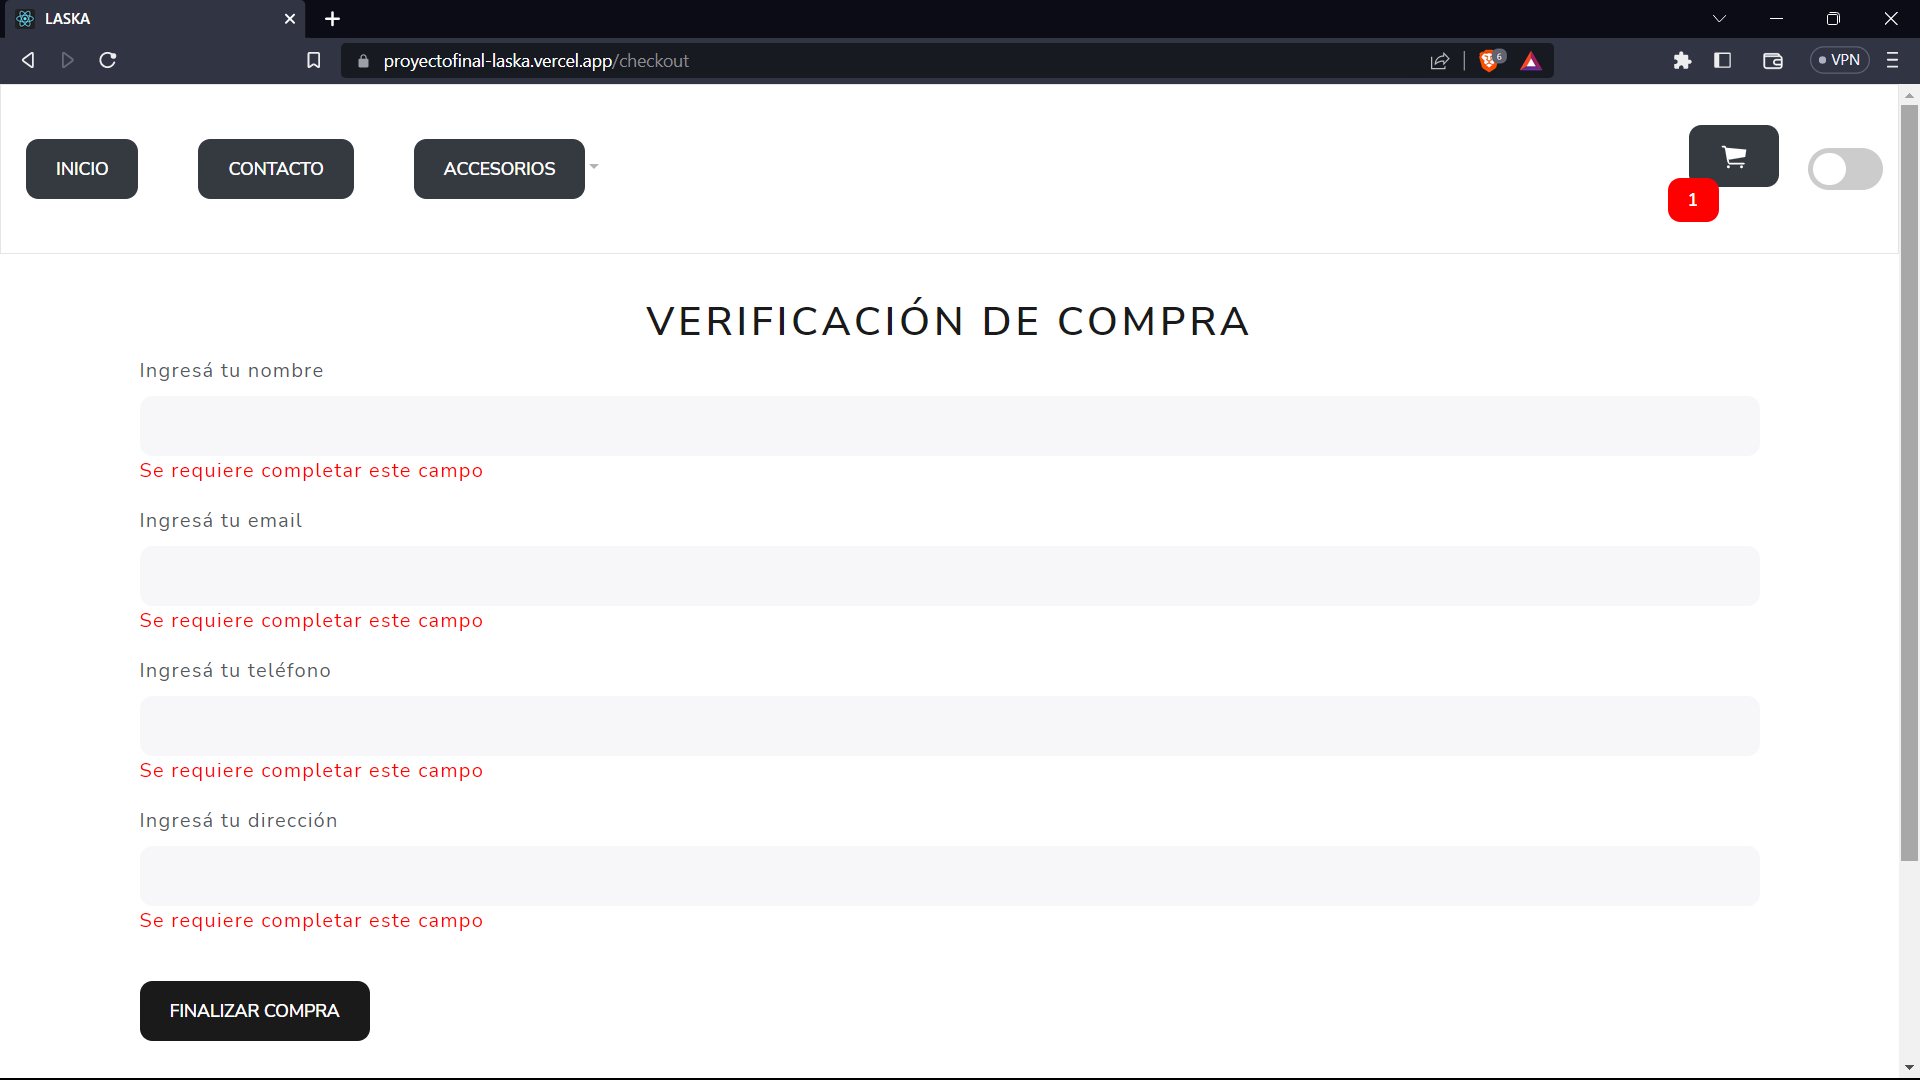 LASKA
proyectofinal-laska.vercel.app/checkout
6
VPN
INICIO
CONTACTO
ACCESORIOS
1
VERIFICACIÓN DE COMPRA
Ingresá tu nombre
Se requiere completar este campo
Ingresá tu email
Se requiere completar este campo
Ingresá tu teléfono
Se requiere completar este campo
Ingresá tu dirección
Se requiere completar este campo
FINALIZAR COMPRA